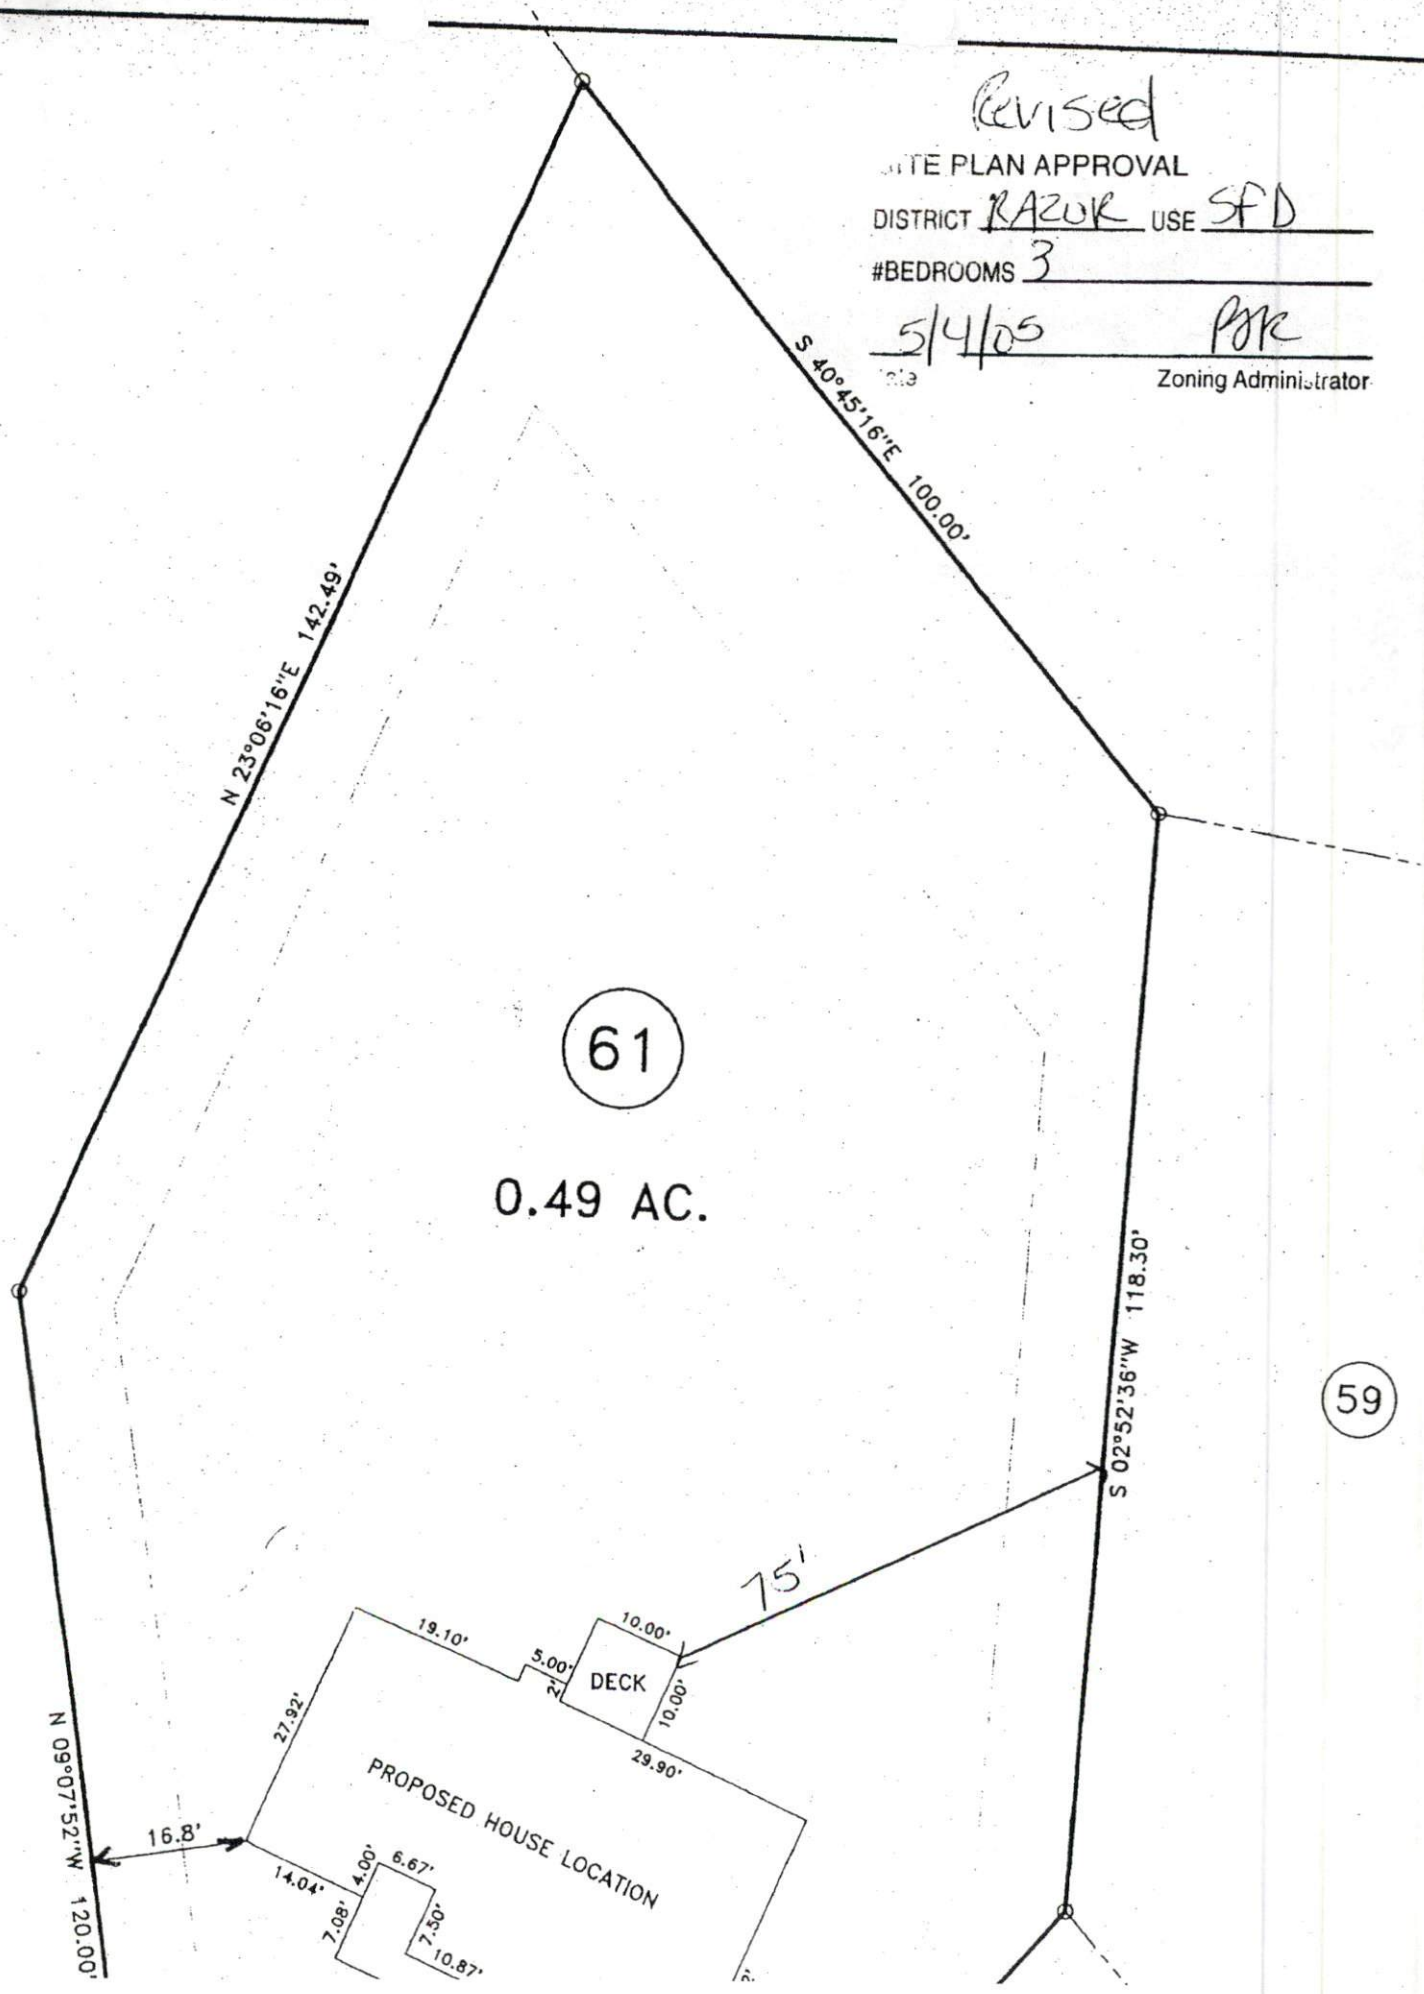 Revised
SITE PLAN APPROVAL
DISTRICT RA20R USE SFD
#BEDROOMS 3
5/4/05
Zoning Administrator
S 40°45'16"E 100.00'
N 23°06'16"E 142.49'
61
0.49 AC.
S 02°52'36"W 118.30'
59
75'
19.10'
5.00'
2'
10.00'
DECK
10.00'
27.92'
29.90'
PROPOSED HOUSE LOCATION
N 09°07'52"W 120.00'
16.8'
14.04'
4.00'
6.67'
7.08'
7.50'
10.87'